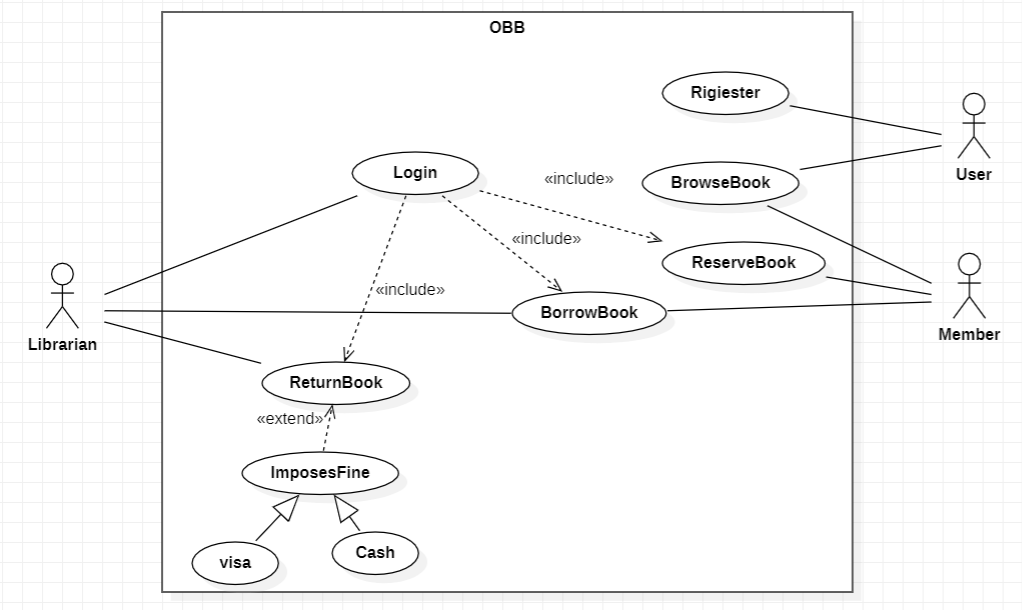 OBB
Rigiester
Login
«include»
BrowseBook
User
«include»
ReserveBook
«include»
BorrowBook
Librarian
Member
ReturnBook
«extend»
ImposesFine
visa
Cash